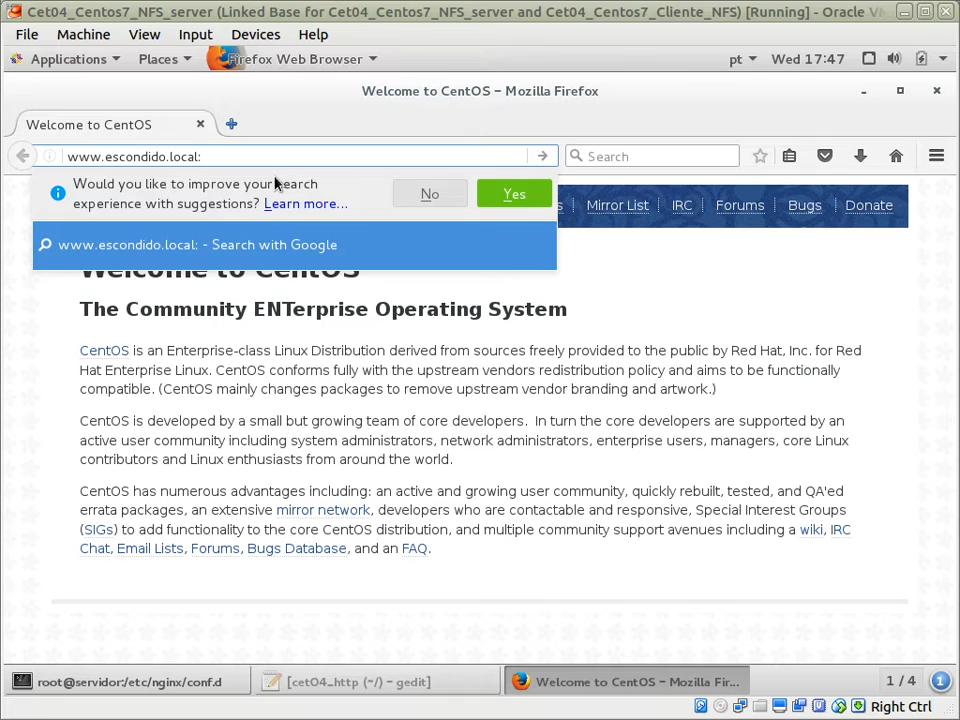 Cet04_Centos7_NFS_server (Linked Base for Cet04_Centos7_NFS_server and Cet04_Centos7_Cliente_NFS) [Running] - Oracle VM
File Machine View Input Devices Help
Applications Places Firefox Web Browser pt Wed 17:47
Welcome to CentOS - Mozilla Firefox
Welcome to CentOS
www.escondido.local: Search
Would you like to improve your search
experience with suggestions? Learn more...
No Yes
Mirror List IRC Forums Bugs Donate
www.escondido.local: - Search with Google
Welcome to CentOS
The Community ENTerprise Operating System
CentOS is an Enterprise-class Linux Distribution derived from sources freely provided to the public by Red Hat, Inc. for Red
Hat Enterprise Linux. CentOS conforms fully with the upstream vendors redistribution policy and aims to be functionally
compatible. (CentOS mainly changes packages to remove upstream vendor branding and artwork.)
CentOS is developed by a small but growing team of core developers. In turn the core developers are supported by an
active user community including system administrators, network administrators, enterprise users, managers, core Linux
contributors and Linux enthusiasts from around the world.
CentOS has numerous advantages including: an active and growing user community, quickly rebuilt, tested, and QA'ed
errata packages, an extensive mirror network, developers who are contactable and responsive, Special Interest Groups
(SIGs) to add functionality to the core CentOS distribution, and multiple community support avenues including a wiki, IRC
Chat, Email Lists, Forums, Bugs Database, and an FAQ.
root@servidor:/etc/nginx/conf.d [cet04_http (~/) - gedit] Welcome to CentOS - Mozilla Fir... 1 / 4 1
Right Ctrl